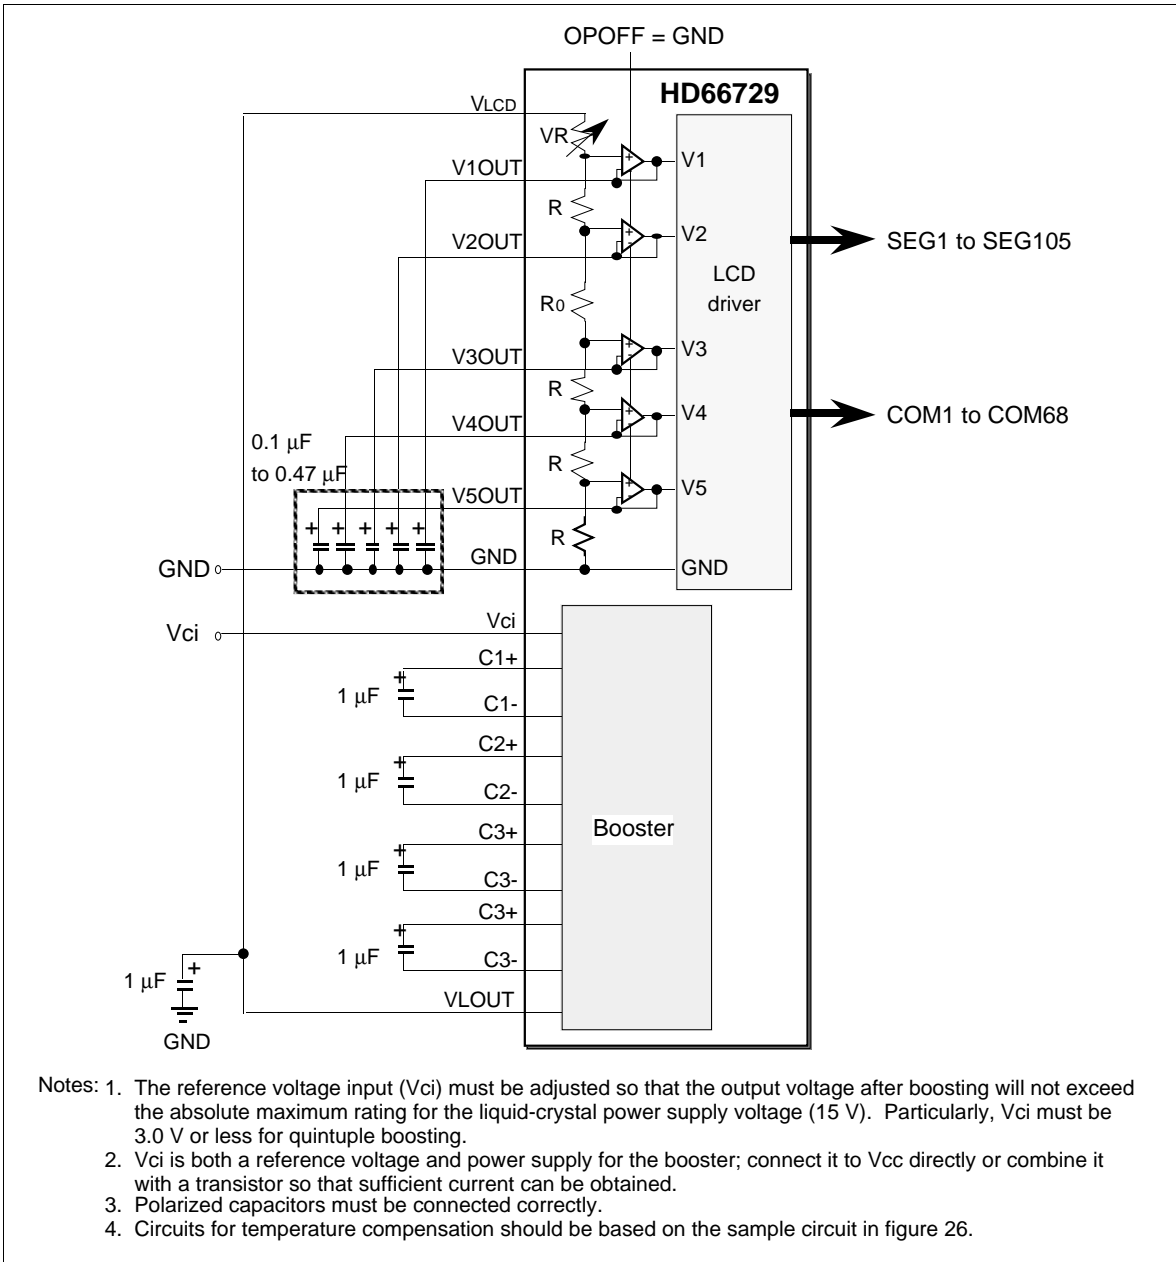 OPOFF = GND
HD66729
VLCD
VR
V1OUT
V1
R
V2OUT
V2
SEG1 to SEG105
LCD
driver
R0
V3OUT
V3
R
V4OUT
V4
COM1 to COM68
0.1 μF
to 0.47 μF
R
V5OUT
V5
+ + + + +
R
GND
GND
GND
Vci
Vci
C1+
+
1 μF
C1-
C2+
+
1 μF
C2-
Booster
C3+
+
1 μF
C3-
C3+
+
1 μF
C3-
+
1 μF
VLOUT
GND
Notes: 1. The reference voltage input (Vci) must be adjusted so that the output voltage after boosting will not exceed
the absolute maximum rating for the liquid-crystal power supply voltage (15 V). Particularly, Vci must be
3.0 V or less for quintuple boosting.
2. Vci is both a reference voltage and power supply for the booster; connect it to Vcc directly or combine it
with a transistor so that sufficient current can be obtained.
3. Polarized capacitors must be connected correctly.
4. Circuits for temperature compensation should be based on the sample circuit in figure 26.